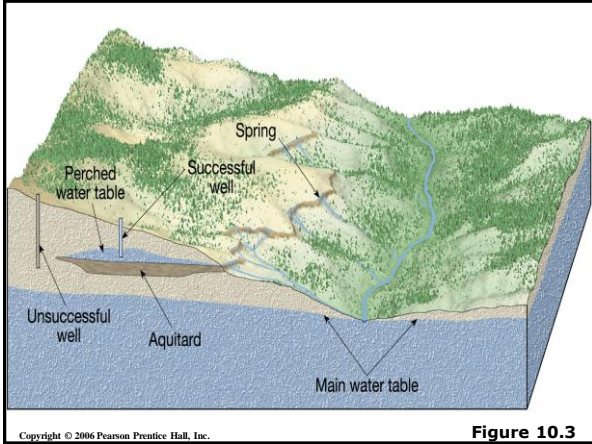 Spring
Perched
water table
Successful
well
Unsuccessful
well
Aquitard
Main water table
Copyright © 2006 Pearson Prentice Hall, Inc.
Figure 10.3